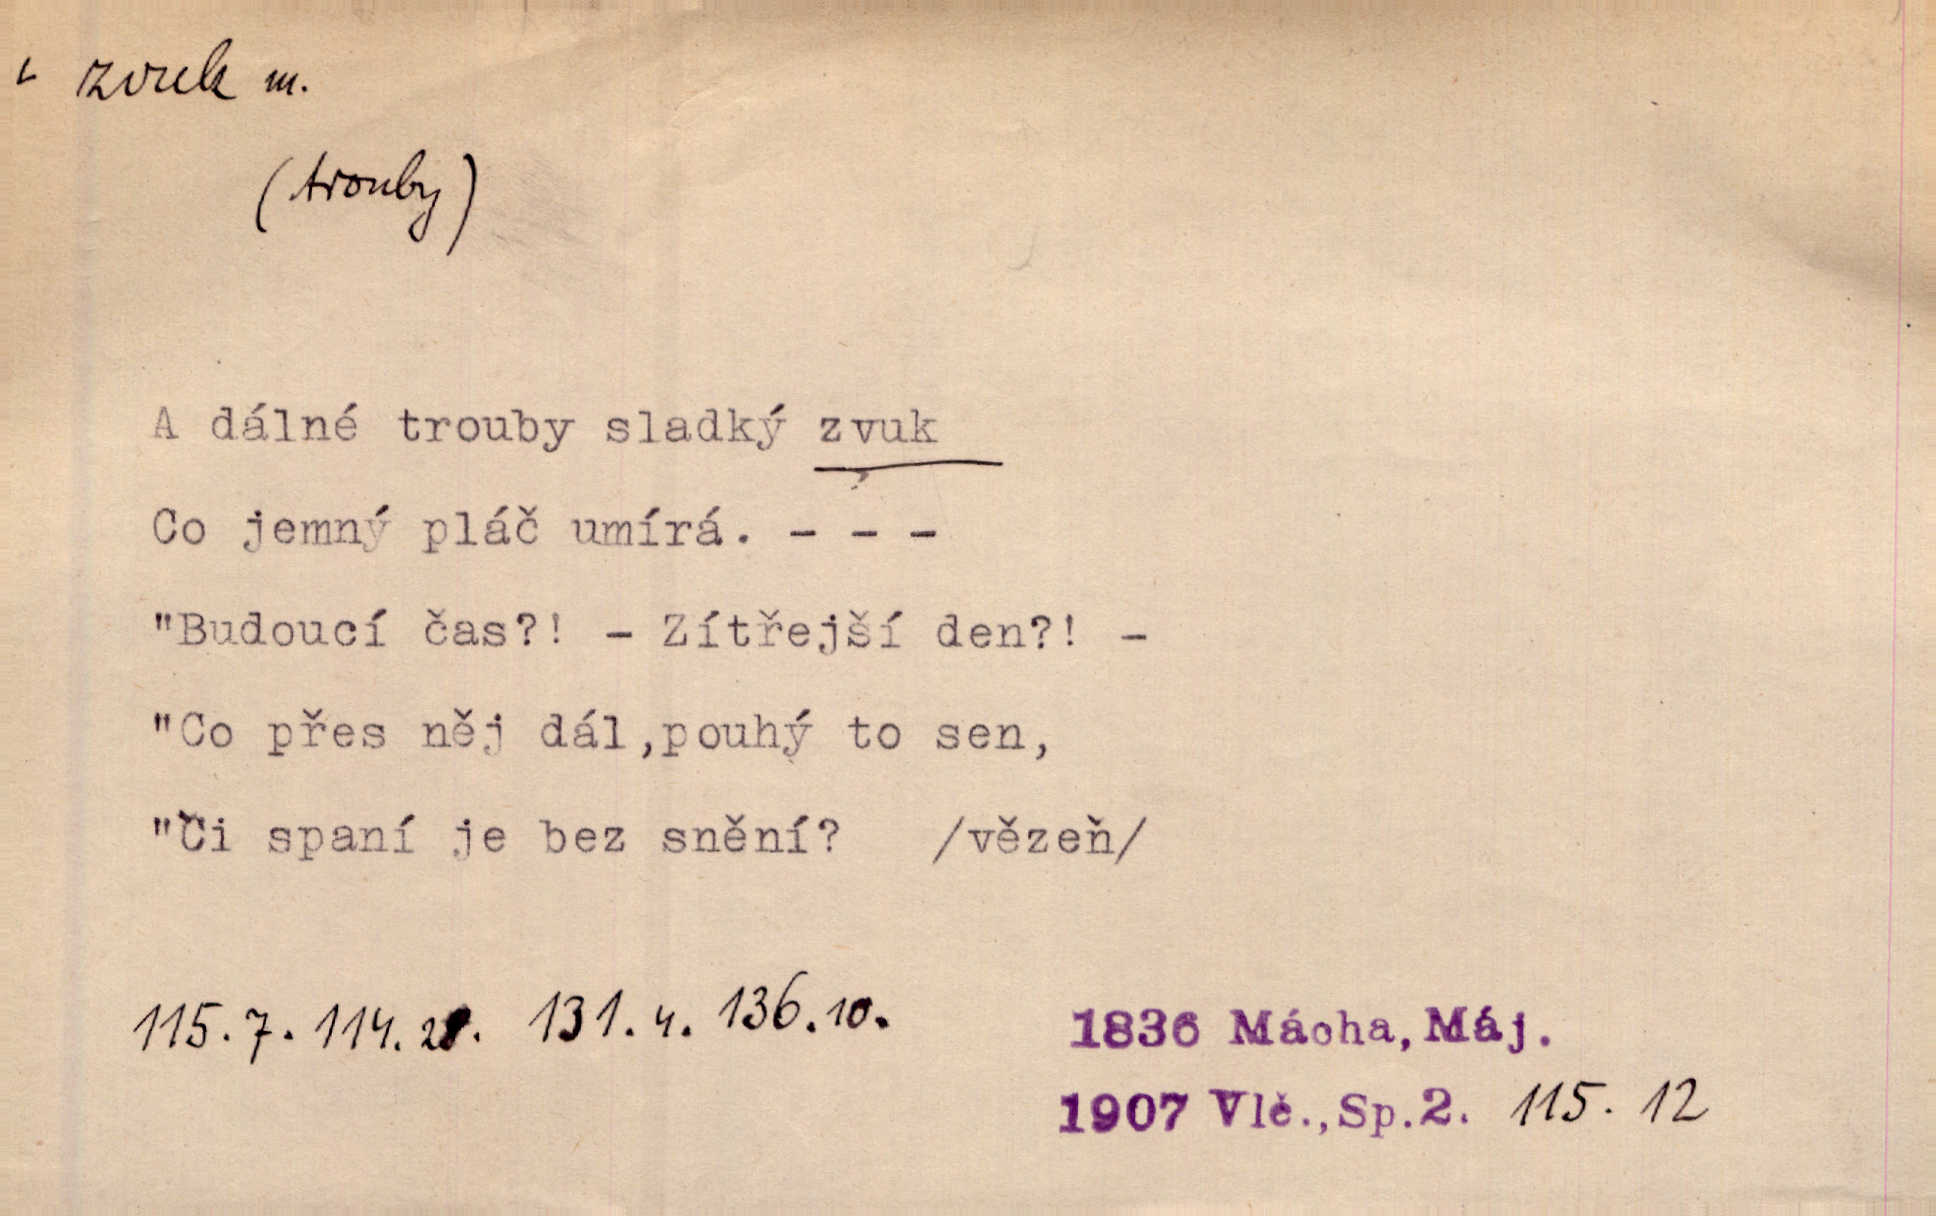 zvuk m.
(trouby)
A dálné trouby sladký zvuk
Co jemný pláč umírá. - - -
"Budoucí čas?! - Zítřejší den?! -
"Co přes něj dál,pouhý to sen,
"Či spaní je bez snění? /vězeň/
115.7. 114. 131.4. 136.10.
1836 Mácha, Máj.
1907 Vlč.,Sp.2. 115. 12